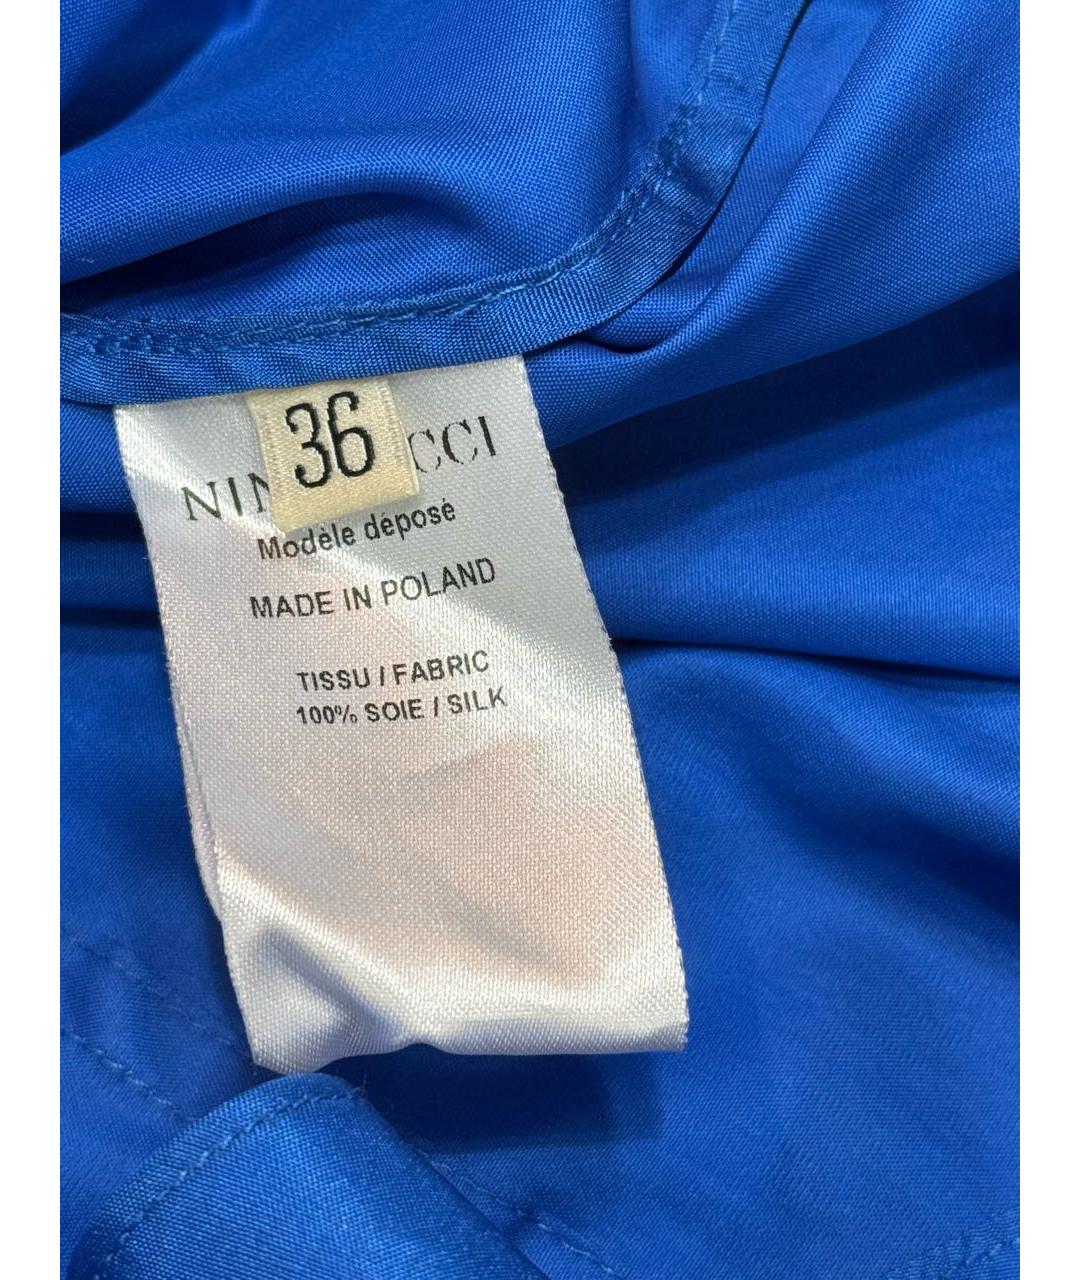 36
NIN CCI
Modèle déposé
MADE IN POLAND
TISSU / FABRIC
100% SOIE / SILK